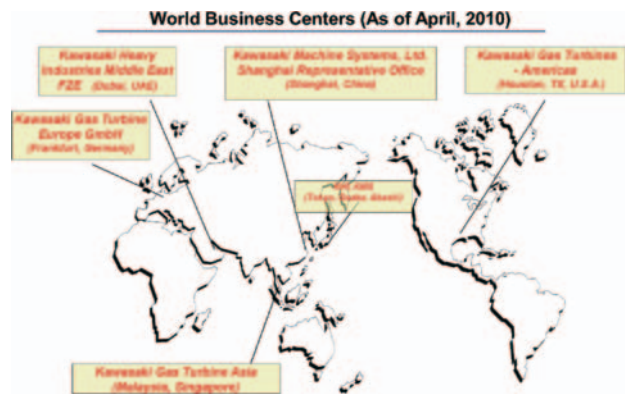 World Business Centers (As of April, 2010)
Kawasaki Heavy
Industries Middle East
FZE (Dubai, UAE)
Kawasaki Machine Systems, Ltd.
Shanghai Representative Office
(Shanghai, China)
Kawasaki Gas Turbines
- Americas
(Houston, TX, U.S.A.)
Kawasaki Gas Turbine
Europe GmbH
(Frankfurt, Germany)
Kawasaki Gas Turbine Asia
(Malaysia, Singapore)